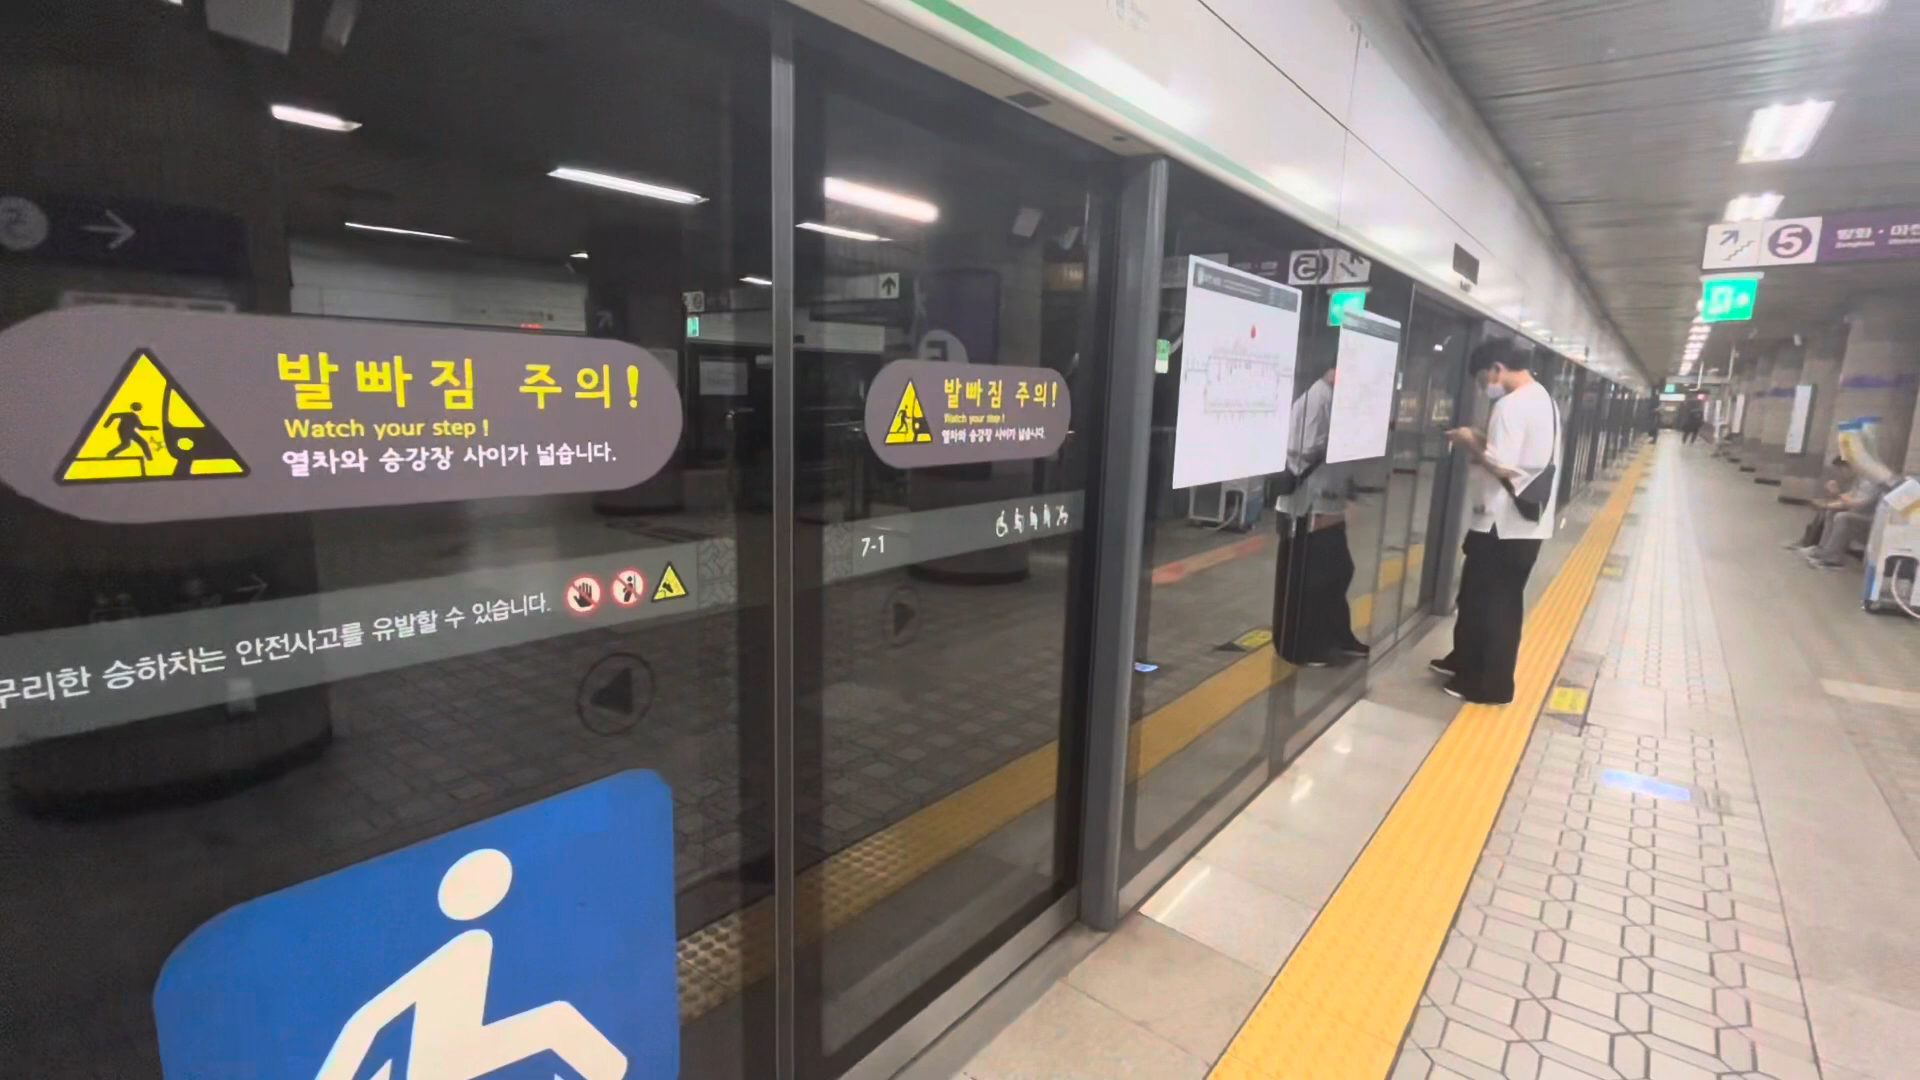 발빠짐 주의!
Watch your step!
열차와 승강장 사이가 넓습니다.
무리한 승하차는 안전사고를 유발할 수 있습니다.
발빠짐 주의!
Watch your step!
열차와 승강장 사이가 넓습니다.
7-1
5
방화